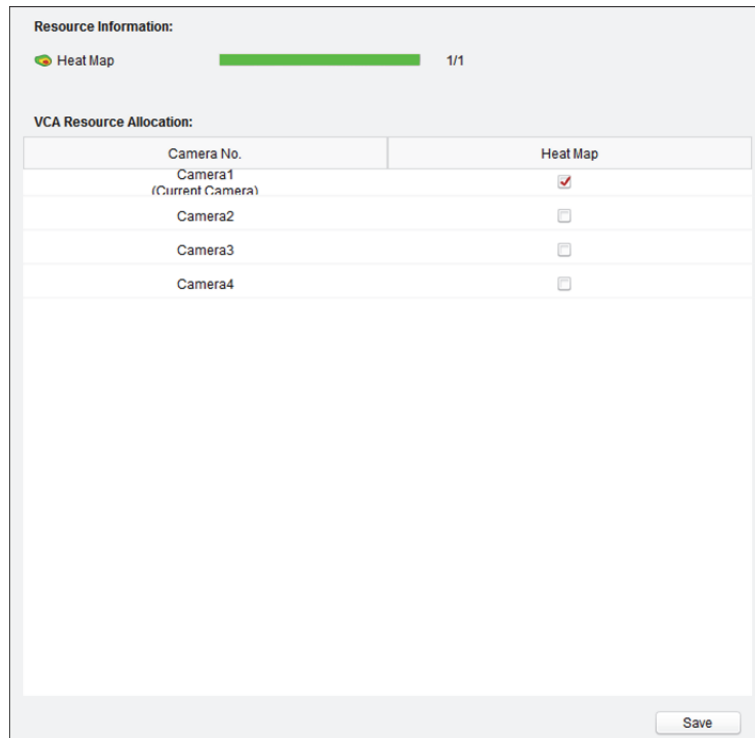 Resource Information:
Heat Map 1/1
VCA Resource Allocation:
Camera No. Heat Map
Camera1
(Current Camera)
Camera2
Camera3
Camera4
Save